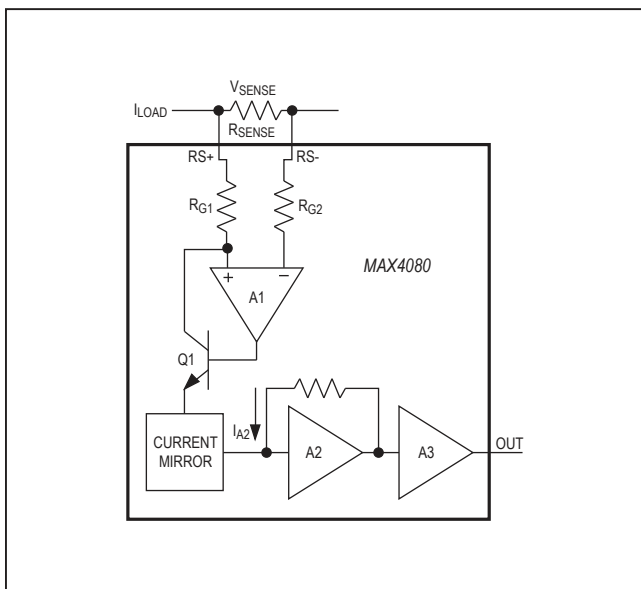 VSENSE
ILOAD
RSENSE
RS+
RS-
RG1
RG2
MAX4080
+
−
A1
Q1
IA2
CURRENT
MIRROR
A2
A3
OUT